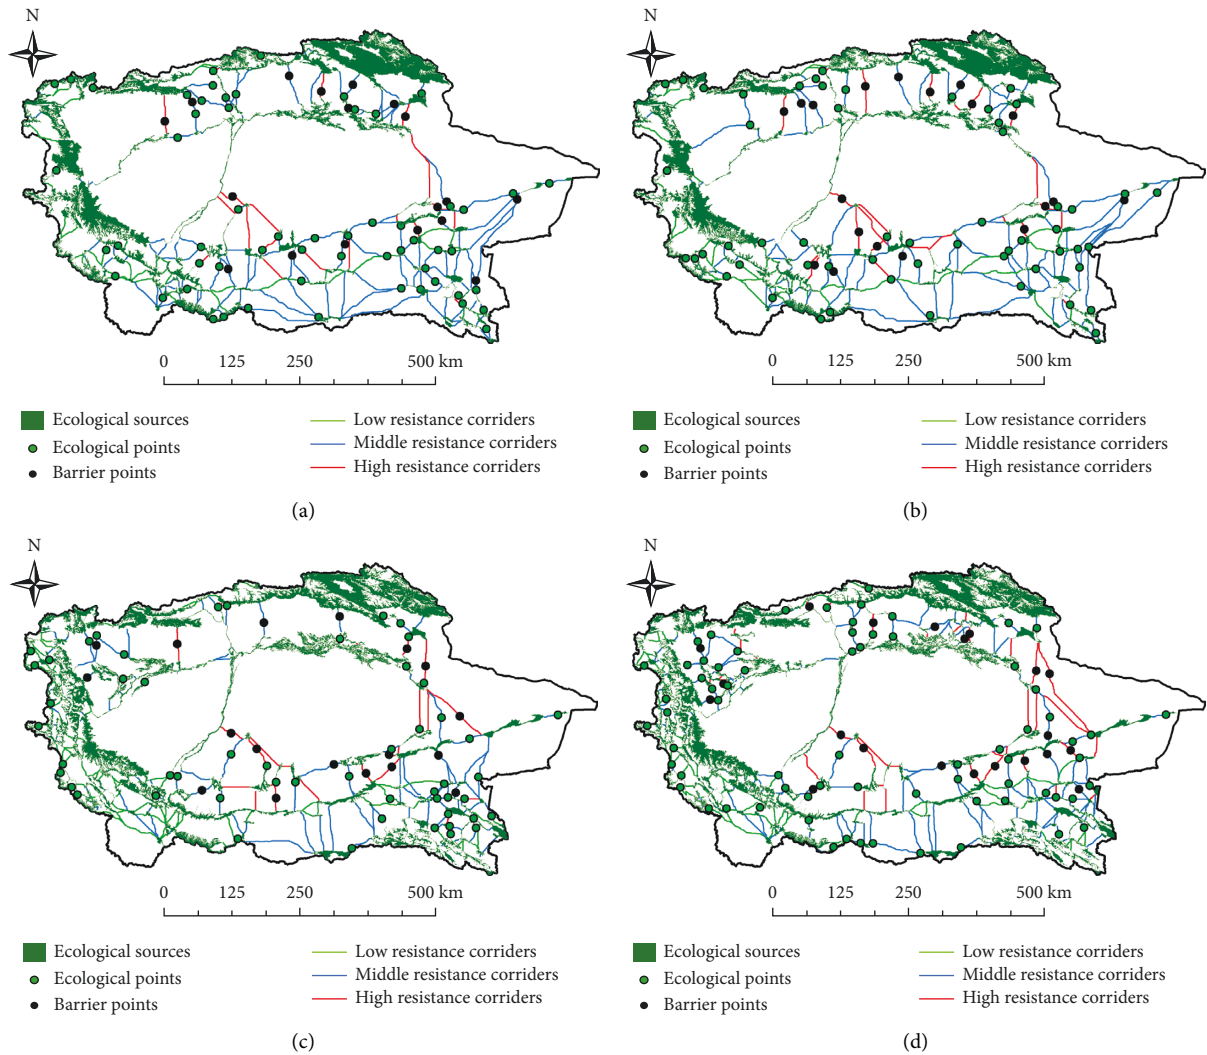 N
N
0 125 250 500 km
0 125 250 500 km
Ecological sources
Ecological points
Barrier points
Low resistance corriders
Middle resistance corriders
High resistance corriders
Ecological sources
Ecological points
Barrier points
Low resistance corriders
Middle resistance corriders
High resistance corriders
(a)
(b)
N
N
0 125 250 500 km
0 125 250 500 km
Ecological sources
Ecological points
Barrier points
Low resistance corriders
Middle resistance corriders
High resistance corriders
Ecological sources
Ecological points
Barrier points
Low resistance corriders
Middle resistance corriders
High resistance corriders
(c)
(d)